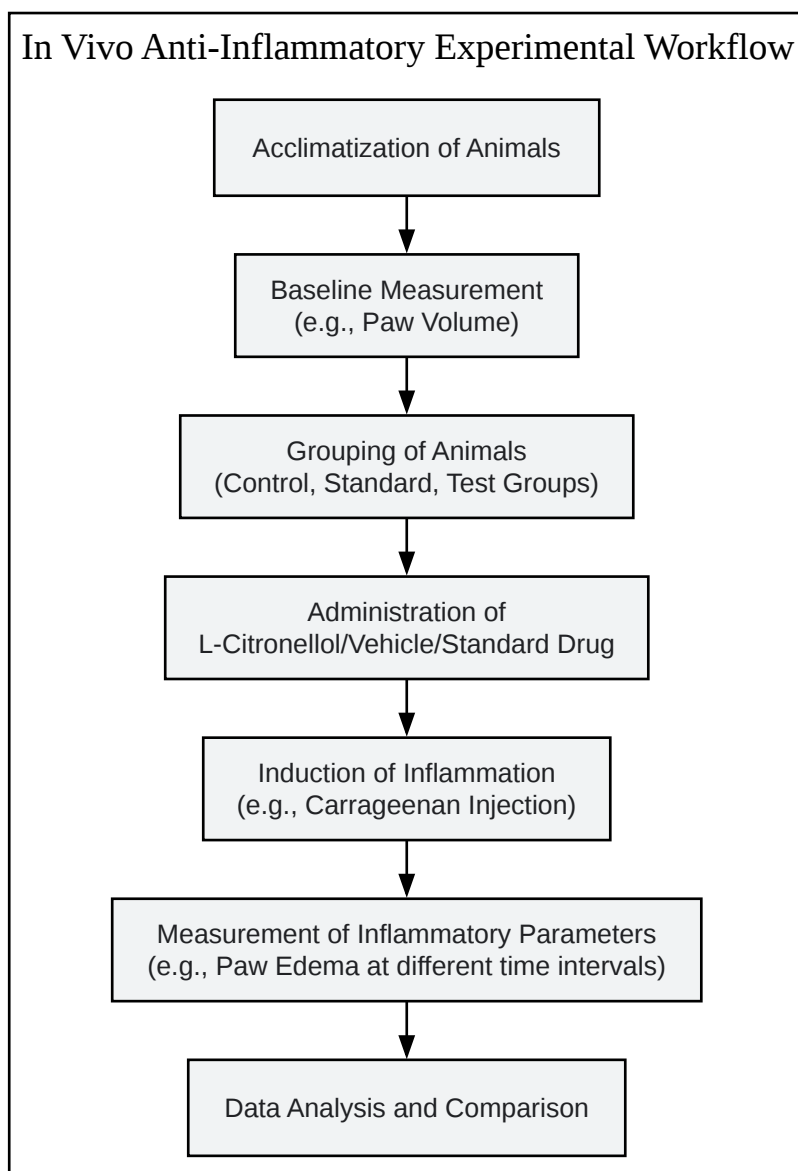 In Vivo Anti-Inflammatory Experimental Workflow
Acclimatization of Animals
Baseline Measurement
(e.g., Paw Volume)
Grouping of Animals
(Control, Standard, Test Groups)
Administration of
L-Citronellol/Vehicle/Standard Drug
Induction of Inflammation
(e.g., Carrageenan Injection)
Measurement of Inflammatory Parameters
(e.g., Paw Edema at different time intervals)
Data Analysis and Comparison